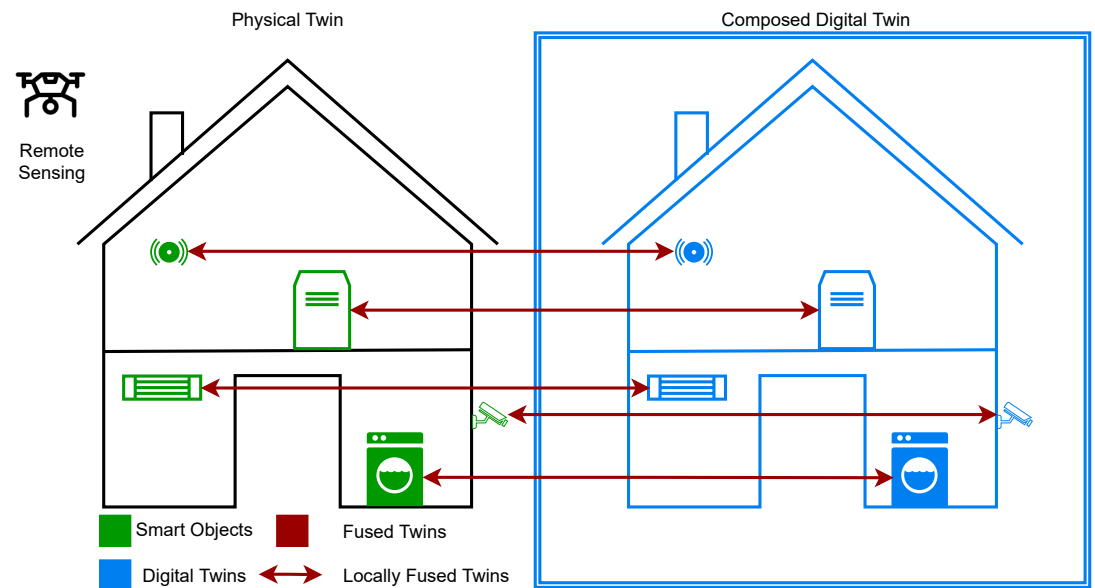 Physical Twin
Composed Digital Twin
Remote
Sensing
Smart Objects
Fused Twins
Digital Twins
Locally Fused Twins